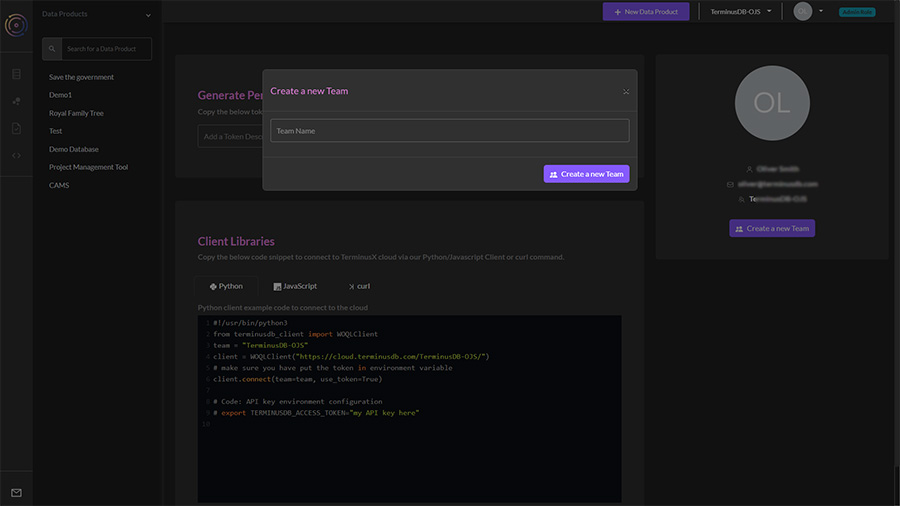 Data Products
New Data Product
TerminusDB-OJS
OL
Admin Role
Search for a Data Product
Save the government
Demo1
Royal Family Tree
Test
Demo Database
Project Management Tool
CAMS
Generate Per
Copy the below tok
Add a Token Descr
Create a new Team
Team Name
Create a new Team
OL
Oliver Smith
oliver@terminusdb.com
TerminusDB-OJS
Create a new Team
Client Libraries
Copy the below code snippet to connect to TerminusX cloud via our Python/Javascript Client or curl command.
Python
JavaScript
curl
Python client example code to connect to the cloud
1 #!/usr/bin/python3
2 from terminusdb_client import WOQLClient
3 team = "TerminusDB-OJS"
4 client = WOQLClient("https://cloud.terminusdb.com/TerminusDB-OJS/")
5 # make sure you have put the token in environment variable
6 client.connect(team=team, use_token=True)
7
8 # Code: API key environment configuration
9 # export TERMINUSDB_ACCESS_TOKEN="my API key here"
10